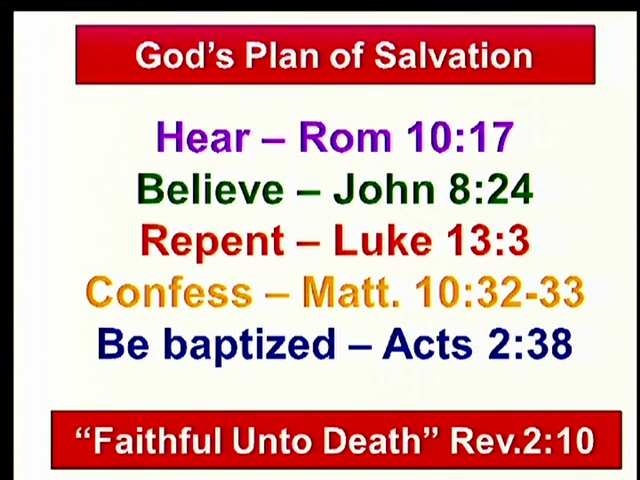 God's Plan of Salvation
Hear – Rom 10:17
Believe – John 8:24
Repent – Luke 13:3
Confess – Matt. 10:32-33
Be baptized – Acts 2:38
“Faithful Unto Death” Rev.2:10